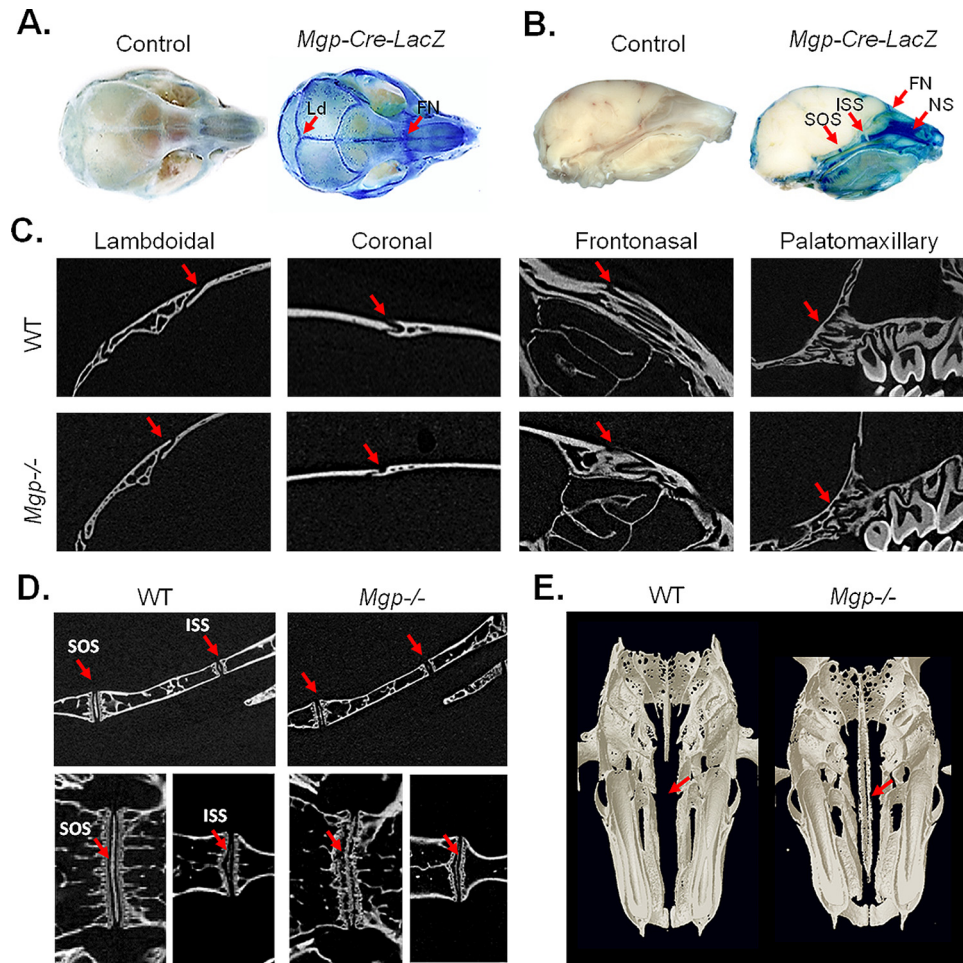 A.
Control
Mgp-Cre-LacZ
Ld
FN
B.
Control
Mgp-Cre-LacZ
FN
ISS
NS
SOS
C.
Lambdoidal
Coronal
Frontonasal
Palatomaxillary
WT
Mgp-/-
D.
WT
Mgp-/-
SOS
ISS
SOS
ISS
E.
WT
Mgp-/-